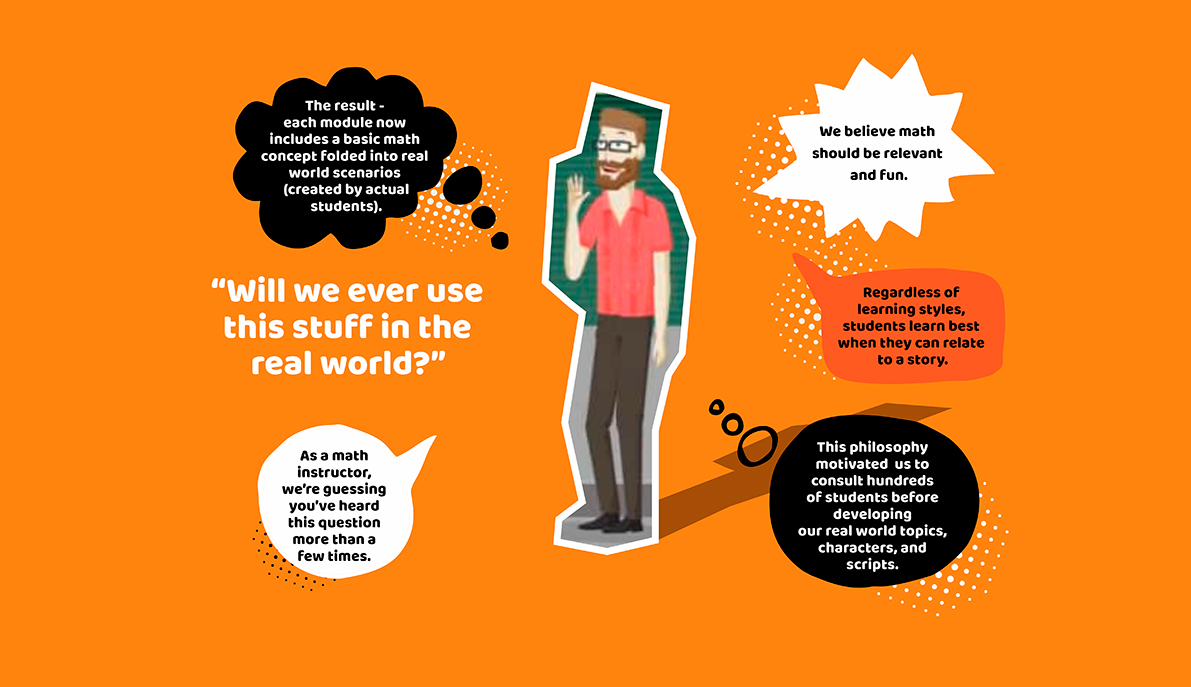 The result -
each module now
includes a basic math
concept folded into real
world scenarios
(created by actual
students).
“Will we ever use
this stuff in the
real world?”
As a math
instructor,
we’re guessing
you’ve heard
this question
more than a
few times.
We believe math
should be relevant
and fun.
Regardless of
learning styles,
students learn best
when they can relate
to a story.
This philosophy
motivated us to
consult hundreds
of students before
developing
our real world topics,
characters, and
scripts.